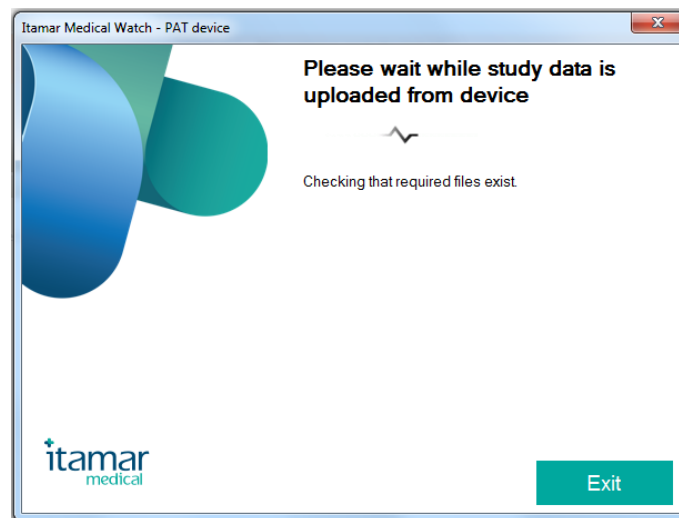 Itamar Medical Watch - PAT device
Please wait while study data is
uploaded from device
Checking that required files exist.
itamar
medical
Exit